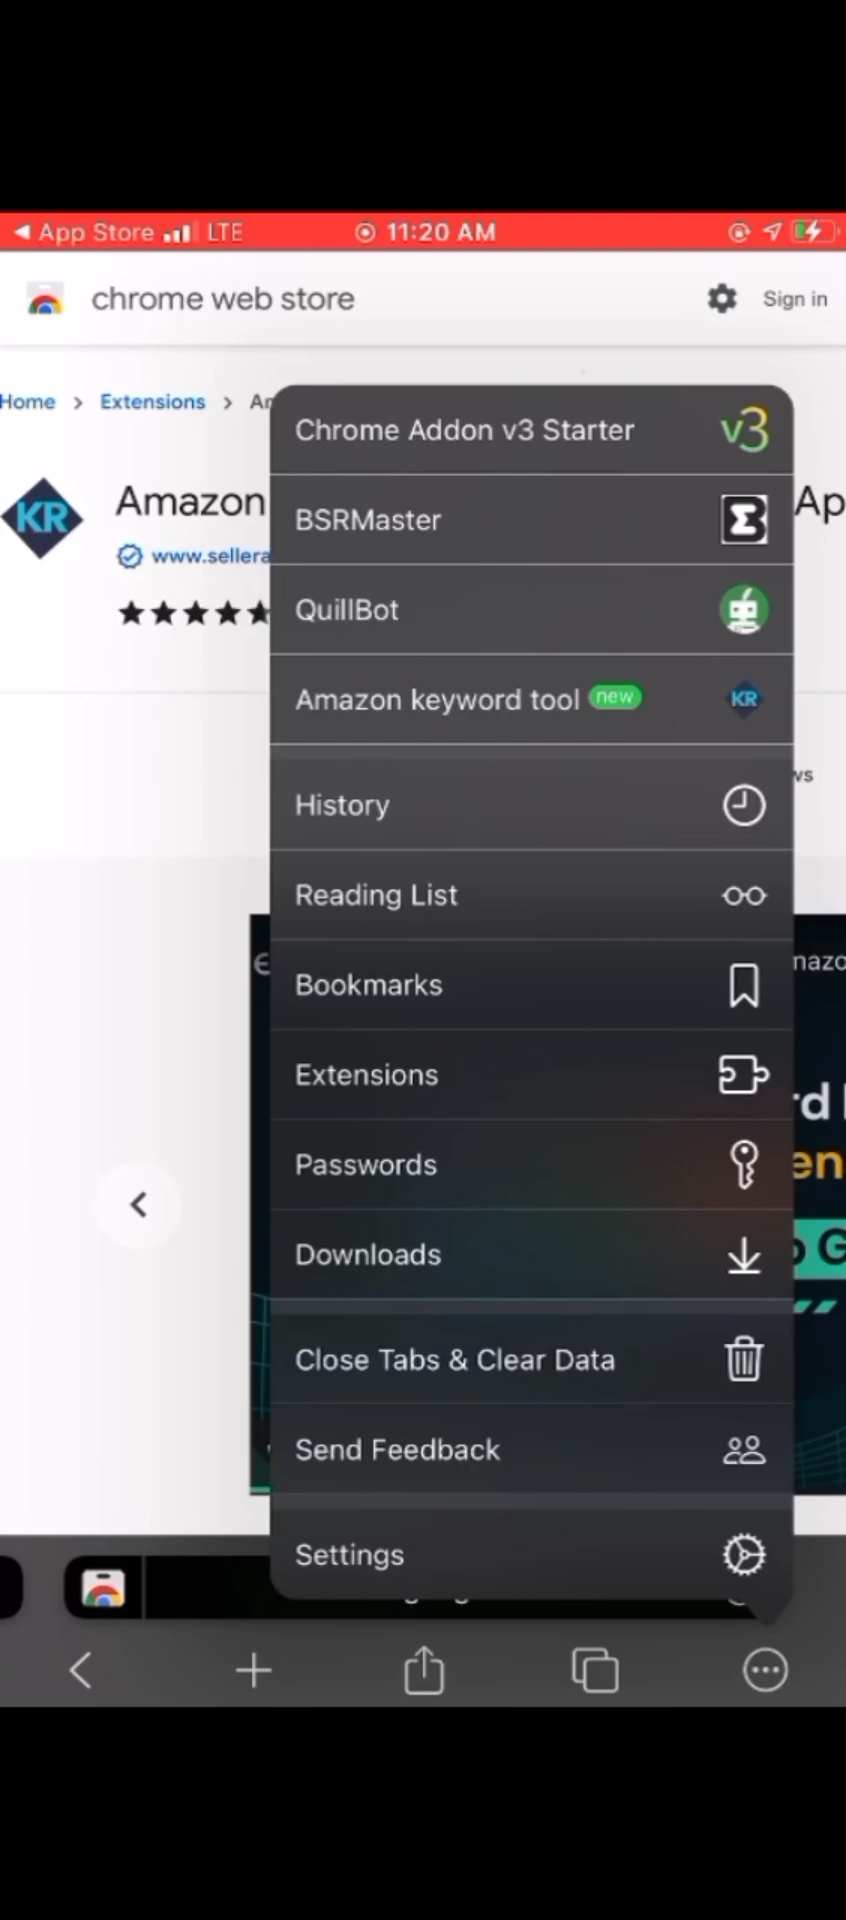 App Store LTE 11:20 AM
chrome web store Sign in
Home > Extensions >
KR Amazon
www.sellera
Chrome Addon v3 Starter v3
BSRMaster
QuillBot
Amazon keyword tool new KR
History
Reading List
Bookmarks
Extensions
Passwords
Downloads
Close Tabs & Clear Data
Send Feedback
Settings